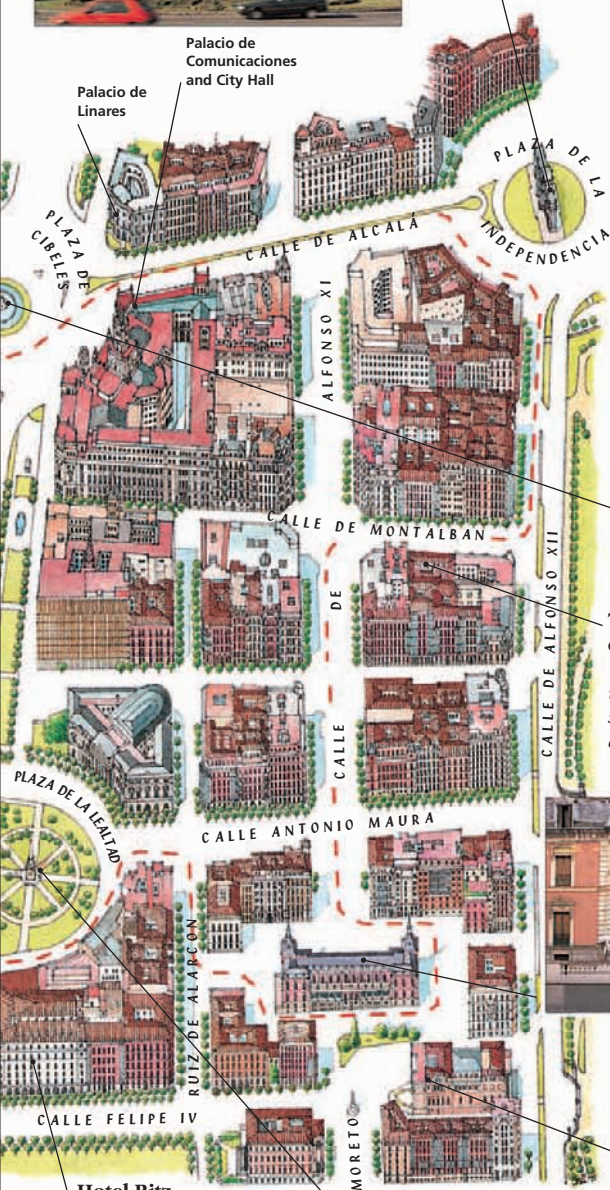 Palacio de
Comunicaciones
and City Hall
Palacio de
Linares
PLAZA DE LA
INDEPENDENCIA
PLAZA DE
CIBELES
CALLE DE ALCALÁ
ALFONSO XI
CALLE DE MONTALBAN
DE
CALLE
CALLE DE ALFONSO XII
PLAZA DE LA LEALTAD
CALLE ANTONIO MAURA
RUIZ DE ALARCON
CALLE FELIPE IV
MORETO
Hotel Ritz